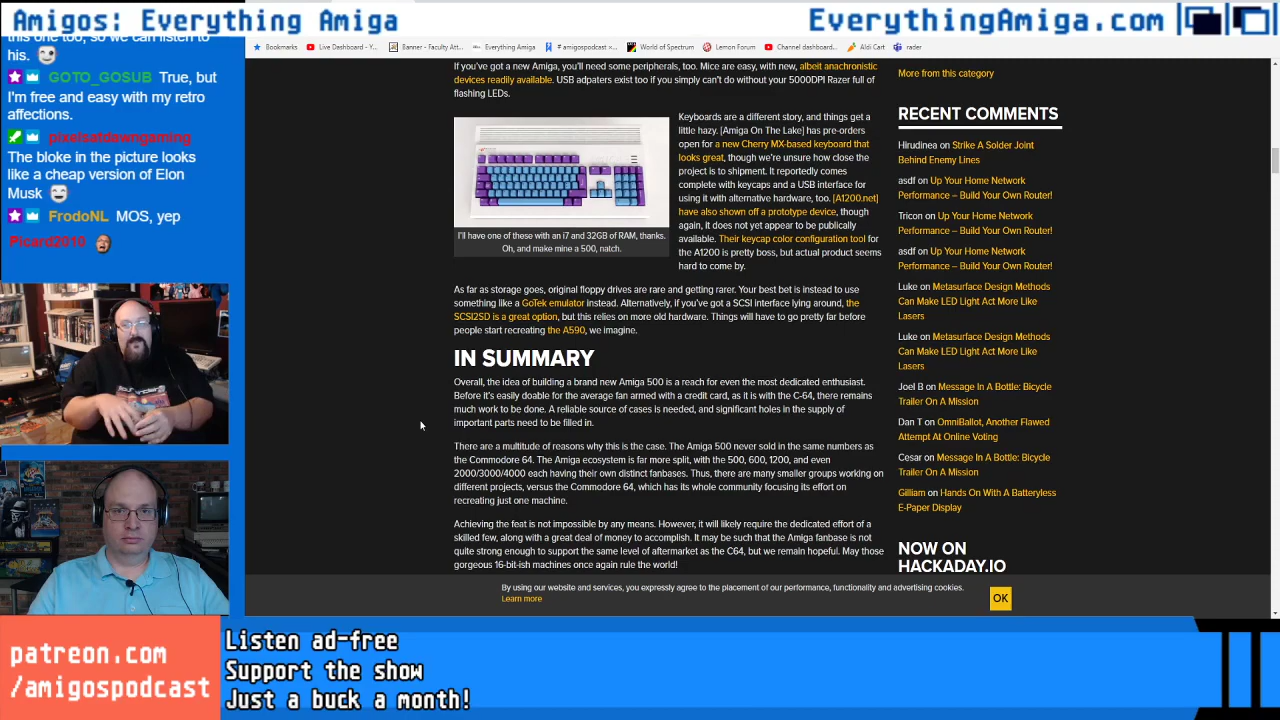 Amigos: Everything Amiga
EverythingAmiga.com
this one too, so we can listen to
his.
GOTO_GOSUB True, but
I'm free and easy with my retro
affections.
pixelsatdawngaming
The bloke in the picture looks
like a cheap version of Elon
Musk
FrodoNL MOS, yep
Picard2010
Bookmarks
Live Dashboard - Y...
Banner - Faculty Att...
Everything Amiga
# amigospodcast • ...
World of Spectrum
Lemon Forum
Channel dashboard...
Aldi Cart
rader
If you've got a new Amiga, you'll need some peripherals, too. Mice are easy, with new, albeit anachronistic
devices readily available. USB adpaters exist too if you simply can't do without your 5000DPI Razer full of
flashing LEDs.
Keyboards are a different story, and things get a
little hazy. [Amiga On The Lake] has pre-orders
open for a new Cherry MX-based keyboard that
looks great, though we're unsure how close the
project is to shipment. It reportedly comes
complete with keycaps and a USB interface for
using it with alternative hardware, too. [A1200.net]
have also shown off a prototype device, though
again, it does not yet appear to be publically
available. Their keycap color configuration tool for
the A1200 is pretty boss, but actual product seems
hard to come by.
I'll have one of these with an i7 and 32GB of RAM, thanks.
Oh, and make mine a 500, natch.
As far as storage goes, original floppy drives are rare and getting rarer. Your best bet is instead to use
something like a GoTek emulator instead. Alternatively, if you've got a SCSI interface lying around, the
SCSI2SD is a great option, but this relies on more old hardware. Things will have to go pretty far before
people start recreating the A590, we imagine.
IN SUMMARY
Overall, the idea of building a brand new Amiga 500 is a reach for even the most dedicated enthusiast.
Before it's easily doable for the average fan armed with a credit card, as it is with the C-64, there remains
much work to be done. A reliable source of cases is needed, and significant holes in the supply of
important parts need to be filled in.
There are a multitude of reasons why this is the case. The Amiga 500 never sold in the same numbers as
the Commodore 64. The Amiga ecosystem is far more split, with the 500, 600, 1200, and even
2000/3000/4000 each having their own distinct fanbases. Thus, there are many smaller groups working on
different projects, versus the Commodore 64, which has its whole community focusing its effort on
recreating just one machine.
Achieving the feat is not impossible by any means. However, it will likely require the dedicated effort of a
skilled few, along with a great deal of money to accomplish. It may be such that the Amiga fanbase is not
quite strong enough to support the same level of aftermarket as the C64, but we remain hopeful. May those
gorgeous 16-bit-ish machines once again rule the world!
More from this category
RECENT COMMENTS
Hirudinea on Strike A Solder Joint
Behind Enemy Lines
asdf on Up Your Home Network
Performance – Build Your Own Router!
Tricon on Up Your Home Network
Performance – Build Your Own Router!
asdf on Up Your Home Network
Performance – Build Your Own Router!
Luke on Metasurface Design Methods
Can Make LED Light Act More Like
Lasers
Luke on Metasurface Design Methods
Can Make LED Light Act More Like
Lasers
Joel B on Message In A Bottle: Bicycle
Trailer On A Mission
Dan T on OmniBallot, Another Flawed
Attempt At Online Voting
Cesar on Message In A Bottle: Bicycle
Trailer On A Mission
Gilliam on Hands On With A Batteryless
E-Paper Display
NOW ON
HACKADAY.IO
By using our website and services, you expressly agree to the placement of our performance, functionality and advertising cookies.
Learn more
OK
patreon.com
/amigospodcast
Listen ad-free
Support the show
Just a buck a month!